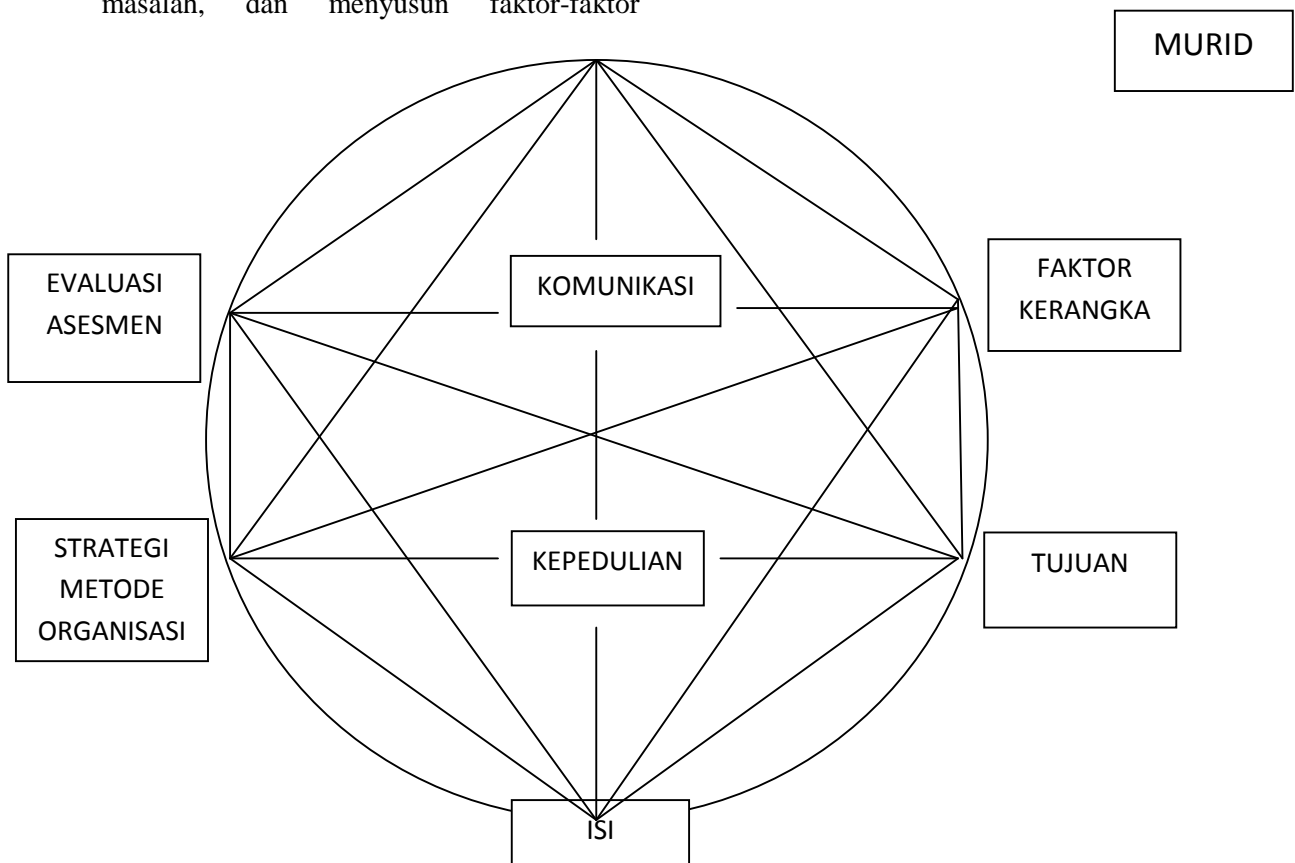 masalah, dan menyusun faktor-faktor
MURID
EVALUASI
ASESMEN
KOMUNIKASI
FAKTOR
KERANGKA
STRATEGI
METODE
ORGANISASI
KEPEDULIAN
TUJUAN
ISI